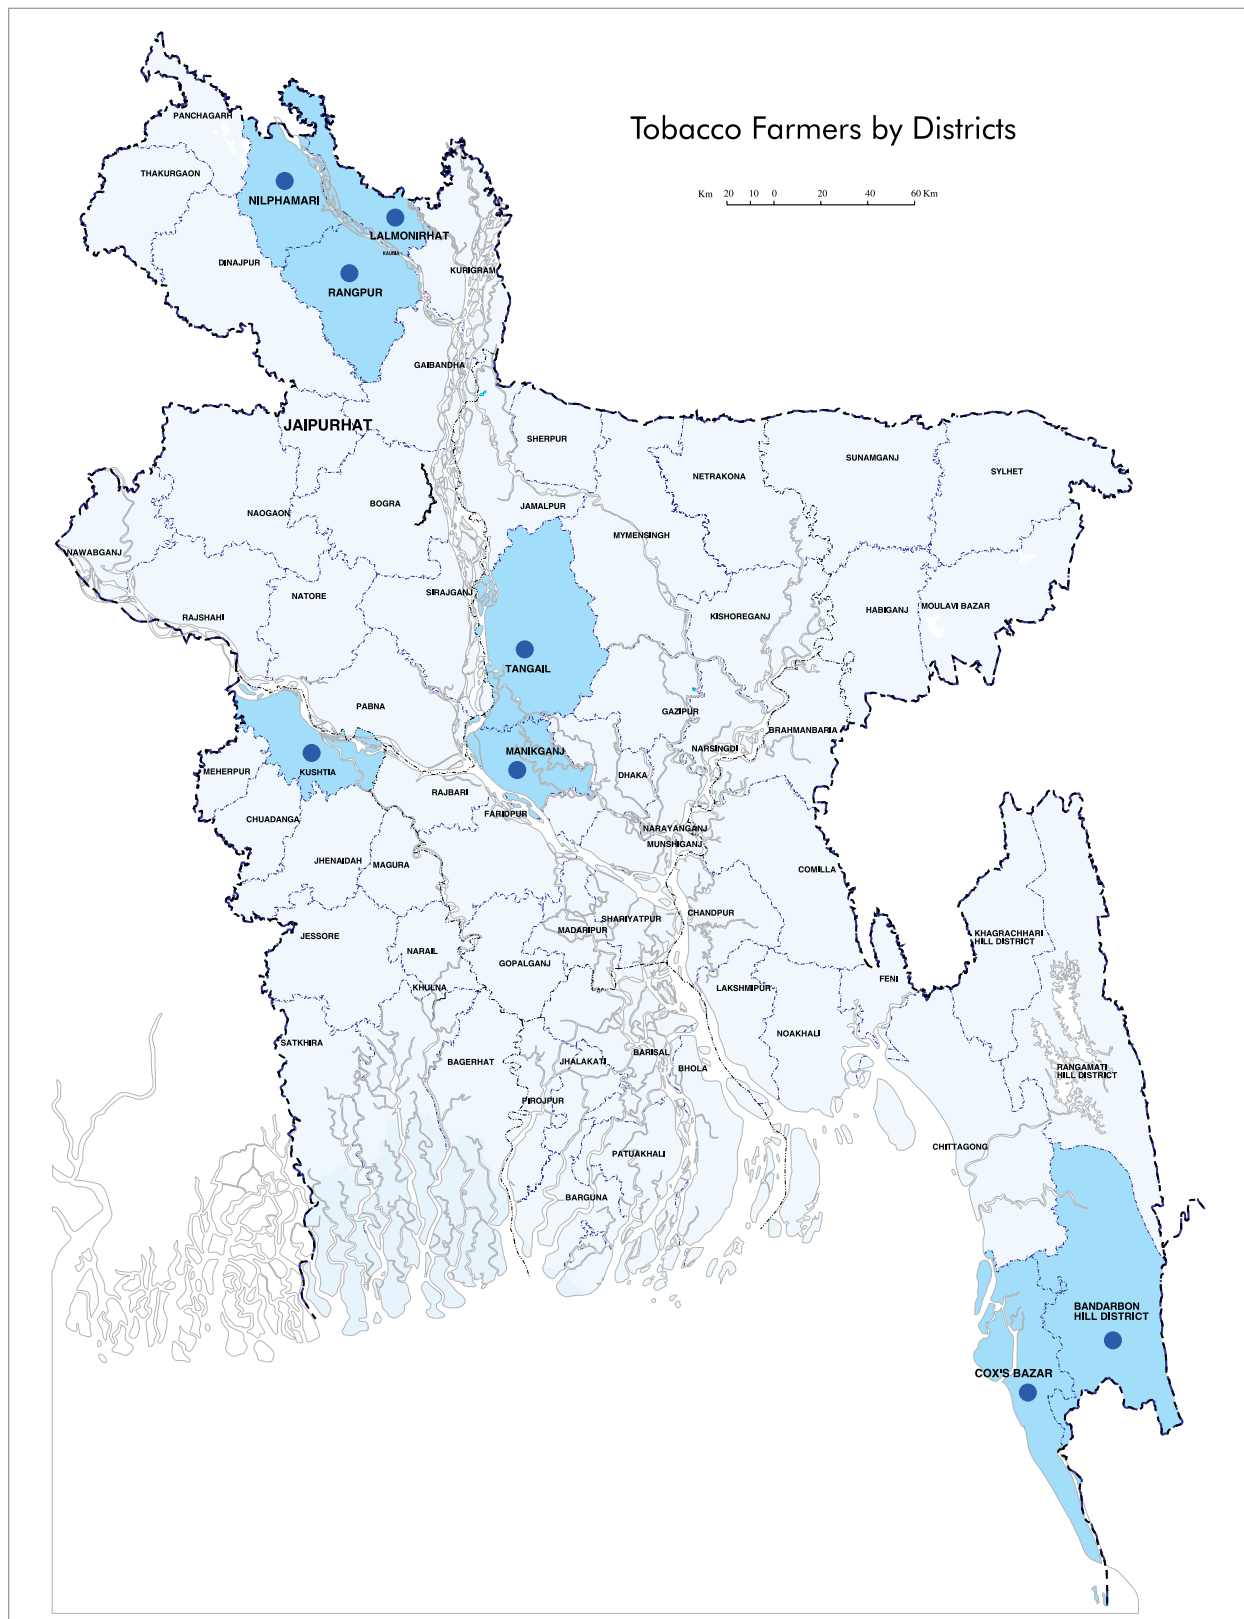 Tobacco Farmers by Districts
Km 20 10 0 20 40 60 Km
PANCHAGARH
THAKURGAON
NILPHAMARI
LALMONIRHAT
KAUNIA
DINAJPUR
KURIGRAM
RANGPUR
GAIBANDHA
JAIPURHAT
SHERPUR
NETRAKONA
SUNAMGANJ
SYLHET
NAOGAON
BOGRA
JAMALPUR
MYMENSINGH
NAWABGANJ
RAJSHAHI
NATORE
SIRAJGANJ
KISHOREGANJ
HABIGANJ
MOULAVI BAZAR
TANGAIL
PABNA
GAZIPUR
BRAHMANBARIA
NARSINGDI
MANIKGANJ
MEHERPUR
KUSHTIA
DHAKA
RAJBARI
FARIDPUR
CHUADANGA
NARAYANGANJ
MUNSHIGANJ
JHENAIDAH
MAGURA
COMILLA
CHANDPUR
SHARIYATPUR
MADARIPUR
JESSORE
KHAGRACHHARI
HILL DISTRICT
NARAIL
GOPALGANJ
FENI
KHULNA
LAKSHMIPUR
NOAKHALI
SATKHIRA
BAGERHAT
JHALAKATI
BARISAL
BHOLA
RANGAMATI
HILL DISTRICT
PIROJPUR
PATUAKHALI
CHITTAGONG
BARGUNA
BANDARBON
HILL DISTRICT
COX'S BAZAR